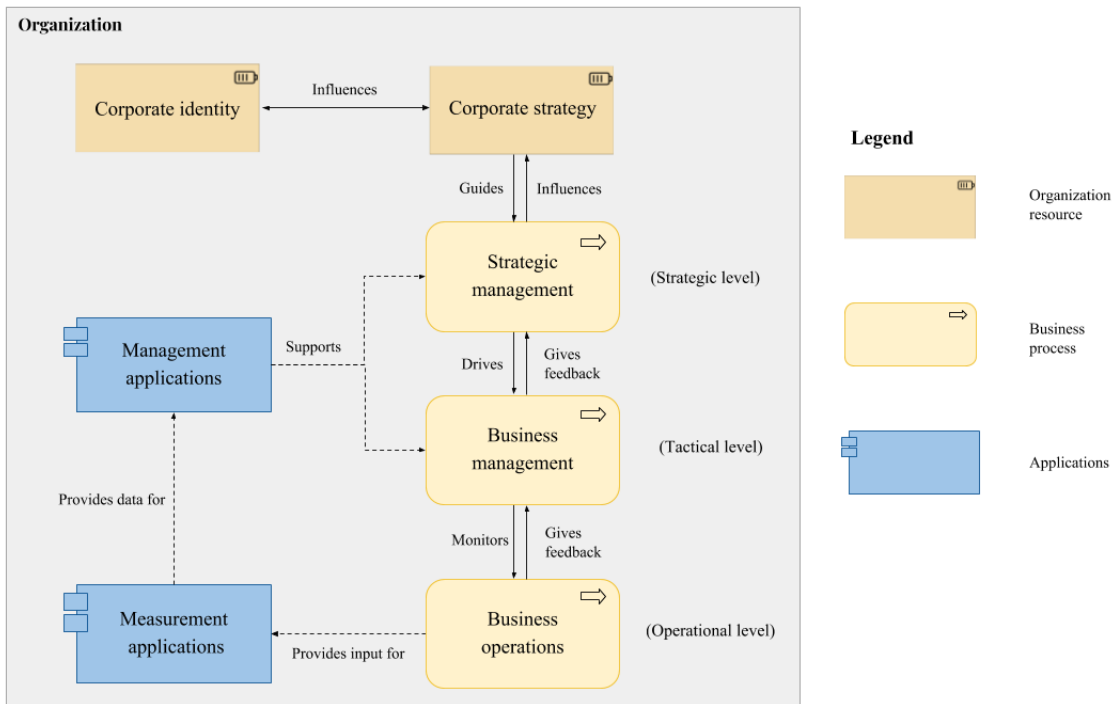 Organization
Corporate identity
Influences
Corporate strategy
Guides
Influences
Strategic
management
(Strategic level)
Management
applications
Supports
Drives
Gives
feedback
Business
management
(Tactical level)
Provides data for
Monitors
Gives
feedback
Measurement
applications
Provides input for
Business
operations
(Operational level)
Legend
Organization
resource
Business
process
Applications